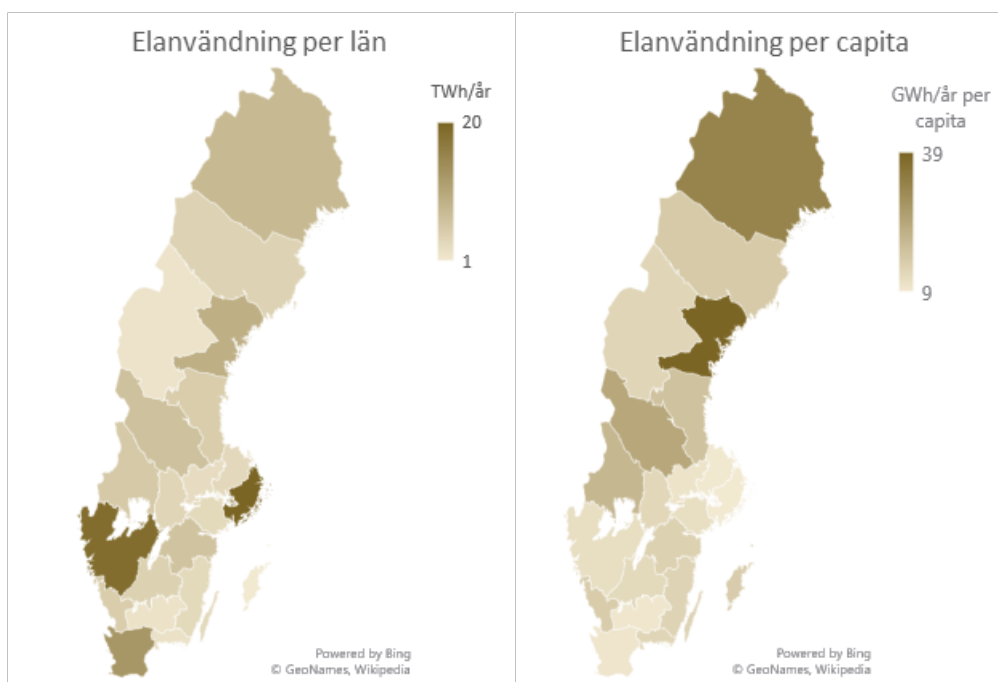 Elanvändning per län
TWh/år
20
1
Powered by Bing
© GeoNames, Wikipedia
Elanvändning per capita
GWh/år per
capita
39
9
Powered by Bing
© GeoNames, Wikipedia